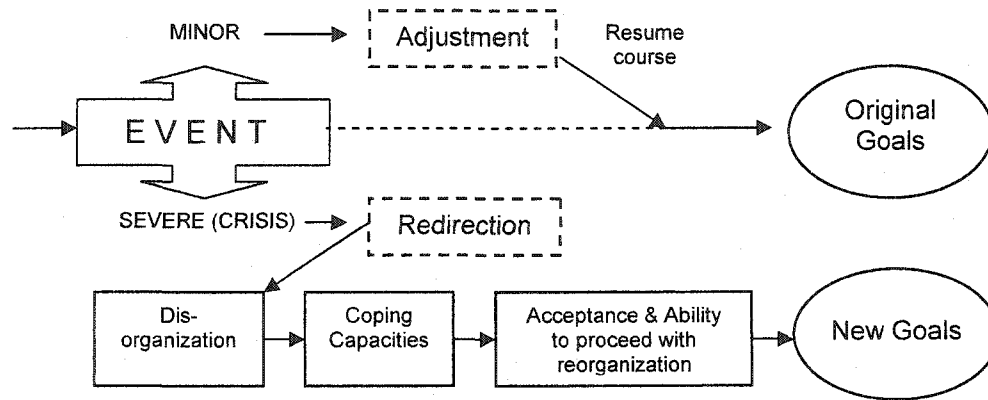 MINOR
Adjustment
Resume
course
EVENT
Original
Goals
SEVERE (CRISIS)
Redirection
Dis-
organization
Coping
Capacities
Acceptance & Ability
to proceed with
reorganization
New Goals